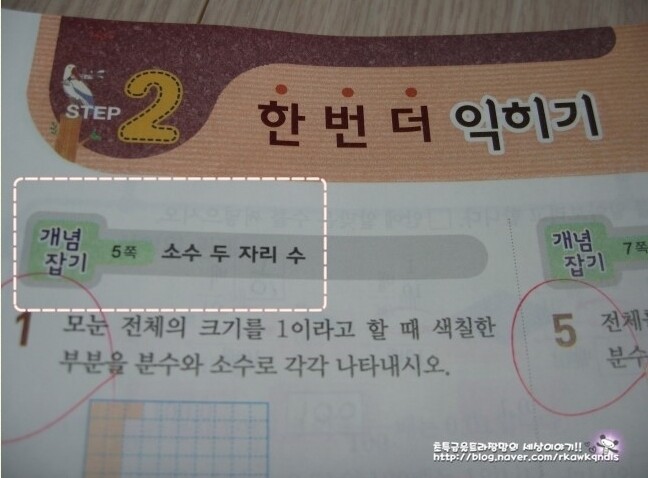 STEP 2
한 번 더 익히기
개념 잡기 5쪽 소수 두 자리 수
1 모눈 전체의 크기를 1이라고 할 때 색칠한
부분을 분수와 소수로 각각 나타내시오.
개념 잡기 7쪽
5 전체
분수
http://blog.naver.com/rkawkqndls